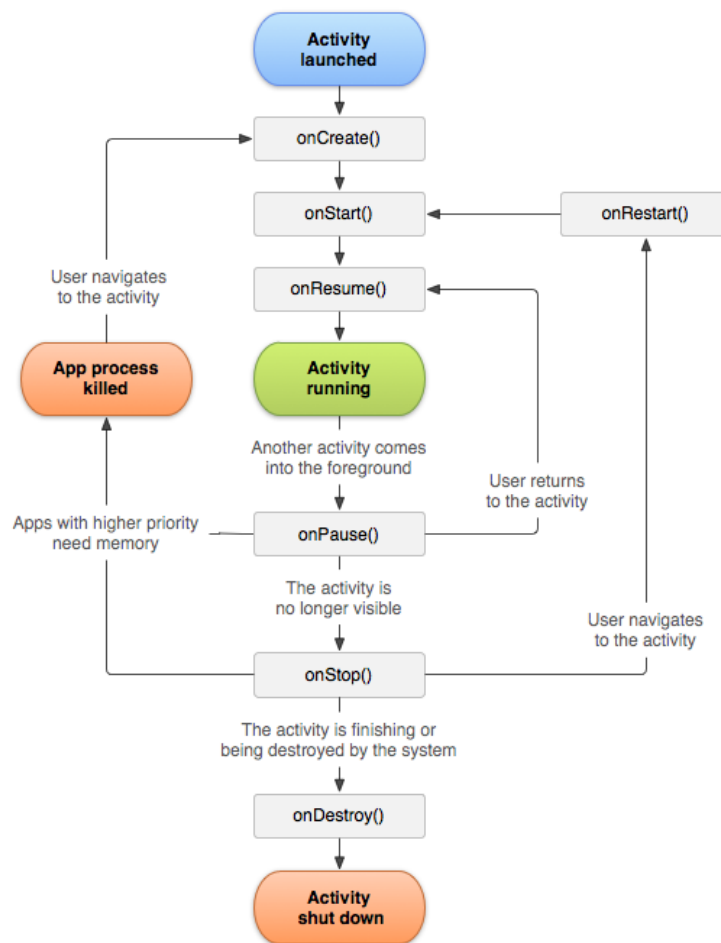 Activity
launched
onCreate()
onStart()
onRestart()
User navigates
to the activity
onResume()
App process
killed
Activity
running
Another activity comes
into the foreground
User returns
to the activity
Apps with higher priority
need memory
onPause()
The activity is
no longer visible
User navigates
to the activity
onStop()
The activity is finishing or
being destroyed by the system
onDestroy()
Activity
shut down